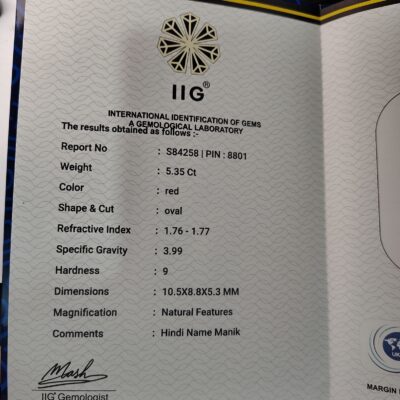 IIG®
INTERNATIONAL IDENTIFICATION OF GEMS
A GEMOLOGICAL LABORATORY
The results obtained as follows :-
Report No : S84258 | PIN : 8801
Weight : 5.35 Ct
Color : red
Shape & Cut : oval
Refractive Index : 1.76 - 1.77
Specific Gravity : 3.99
Hardness : 9
Dimensions : 10.5X8.8X5.3 MM
Magnification : Natural Features
Comments : Hindi Name Manik
IIG® Gemologist
MARGIN